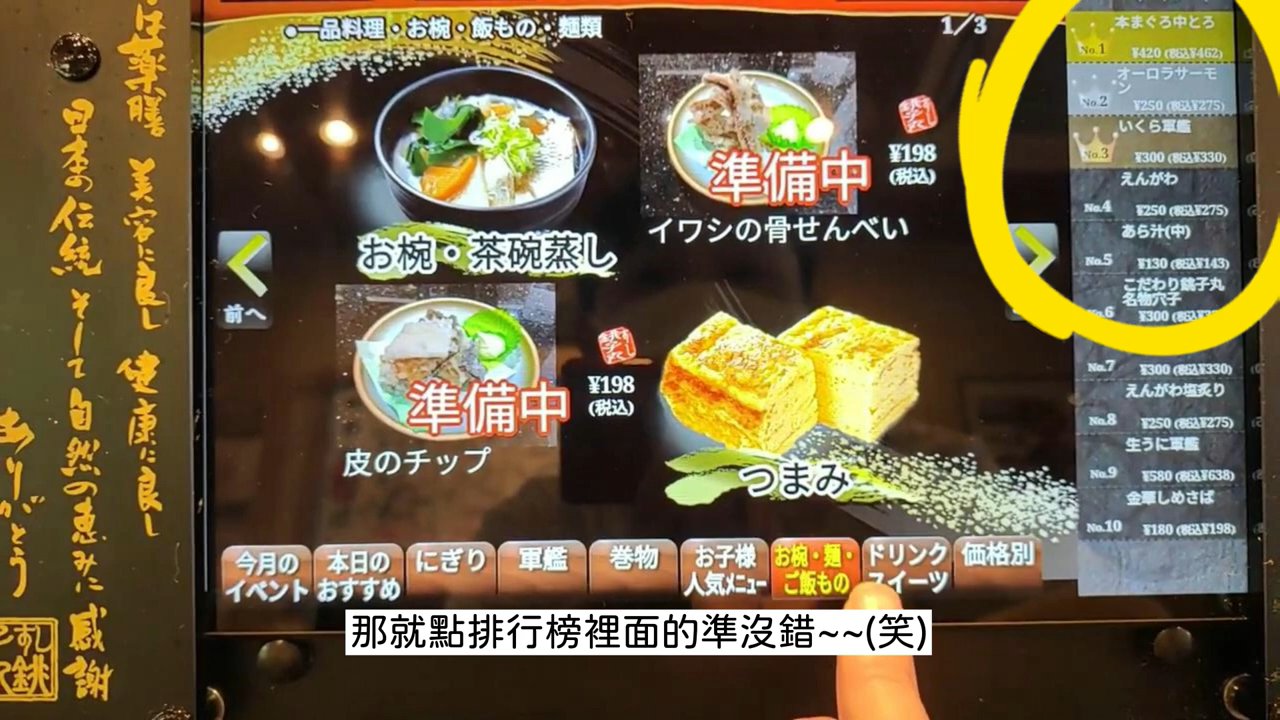 は薬膳 美容に良し 健康に良し
日本の伝統 そして自然の恵みに感謝
ありがとう
●一品料理・お椀・飯もの・麺類
1/3
お椀・茶碗蒸し
準備中
¥198
(税込)
イワシの骨せんべい
前へ
準備中
¥198
(税込)
皮のチップ
つまみ
今月の
イベント
本日の
おすすめ
にぎり
軍艦
巻物
お子様
人気メニュー
お椀・麺・
ご飯もの
ドリンク
スイーツ
価格別
本まぐろ中とろ
No.1
¥420 (税込¥462)
オーロラサーモン
No.2
¥250 (税込¥275)
いくら軍艦
No.3
¥300 (税込¥330)
えんがわ
No.4
¥250 (税込¥275)
あら汁(中)
No.5
¥130 (税込¥143)
こだわり銚子丸
名物穴子
¥300
No.7
¥300 (税込¥330)
えんがわ塩炙り
No.8
¥250 (税込¥275)
生うに軍艦
No.9
¥580 (税込¥638)
金華しめさば
No.10
¥180 (税込¥198)
那就點排行榜裡面的準沒錯~~(笑)